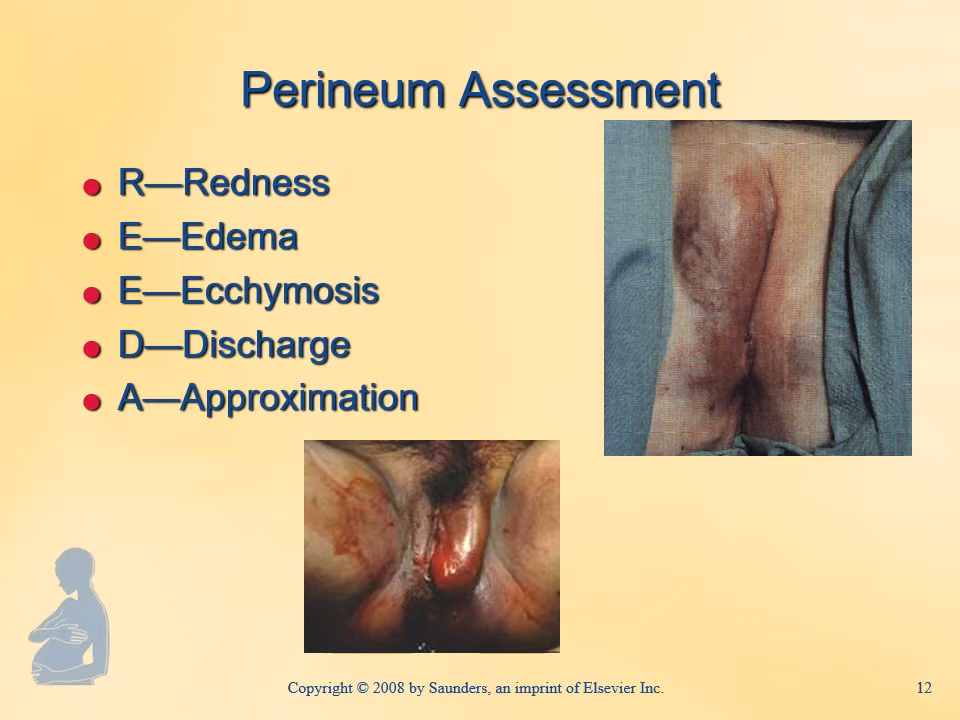 Perineum Assessment
R—Redness
E—Edema
E—Ecchymosis
D—Discharge
A—Approximation
Copyright © 2008 by Saunders, an imprint of Elsevier Inc.
12